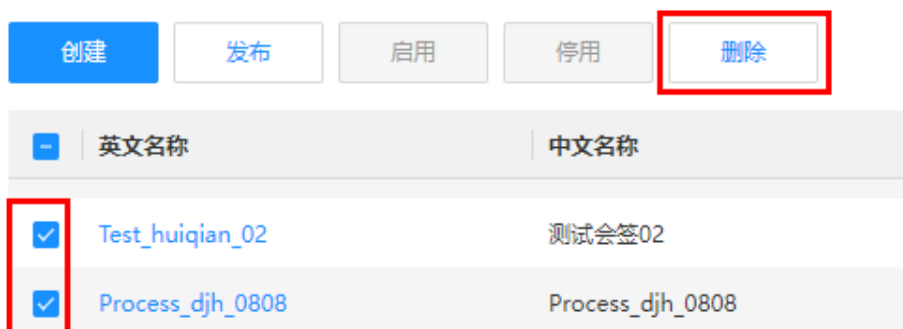 创建 发布 启用 停用 删除
英文名称 中文名称
Test_huiqian_02 测试会签02
Process_djh_0808 Process_djh_0808